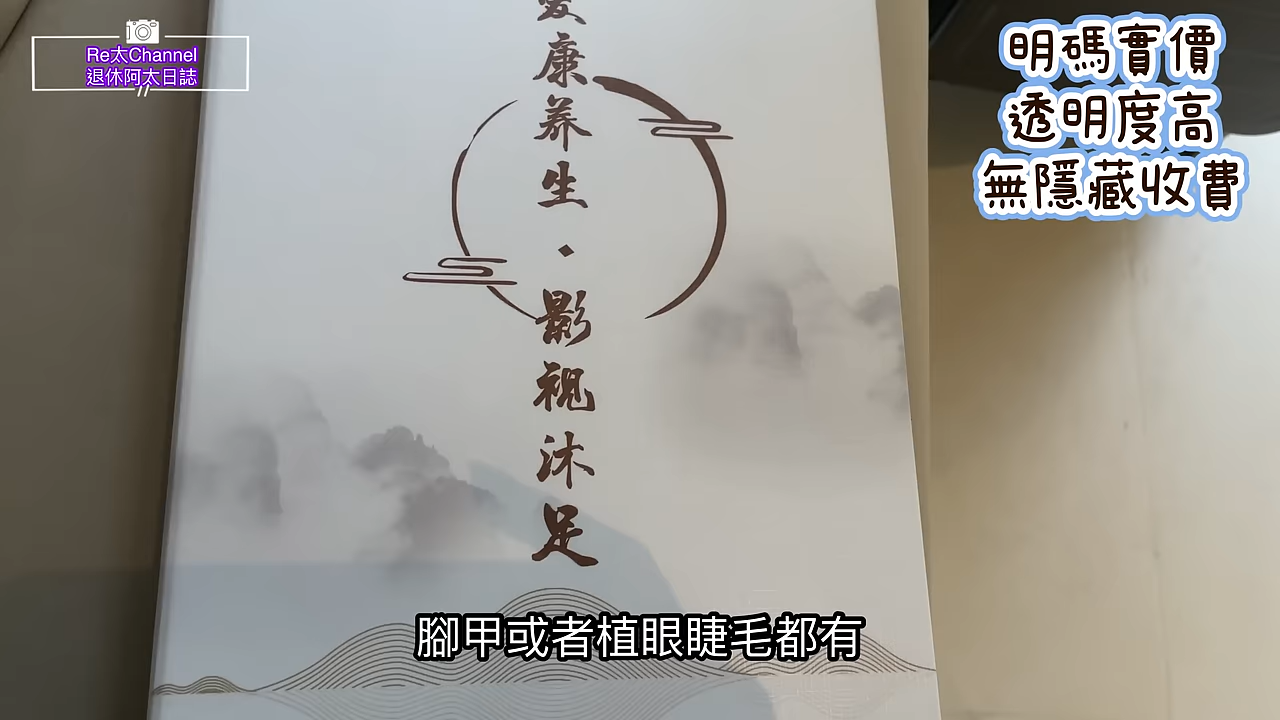 Re太Channel
退休阿太日誌
明碼實價
透明度高
無隱藏收費
康养生·影视沐足
腳甲或者植眼睫毛都有